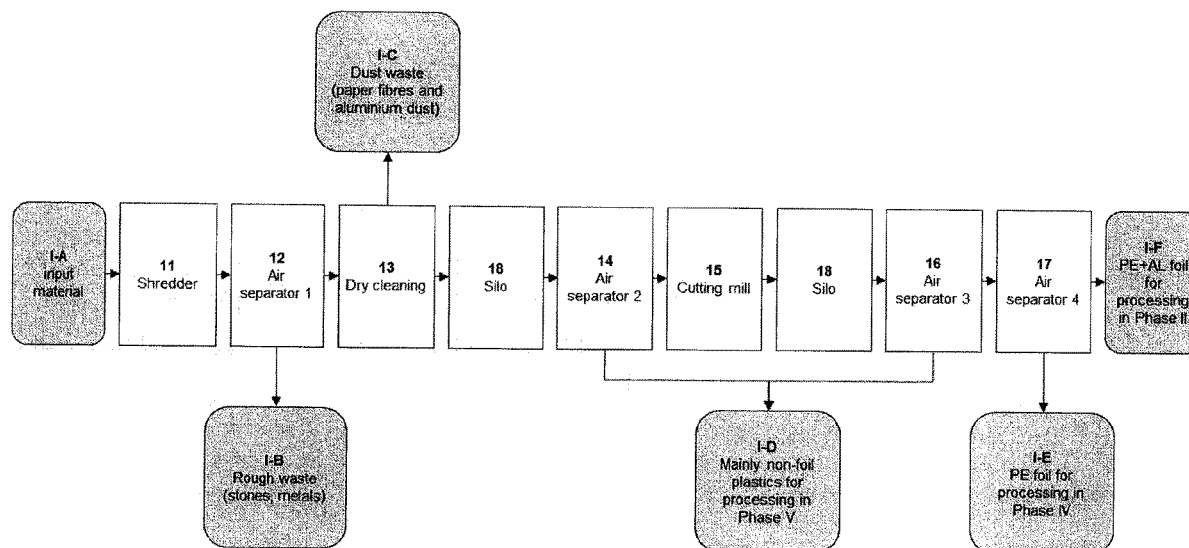 I-C
Dust waste
(paper fibres and
aluminium dust)
I-A
input
material
11
Shredder
12
Air
separator 1
13
Dry cleaning
18
Silo
14
Air
separator 2
15
Cutting mill
18
Silo
16
Air
separator 3
17
Air
separator 4
I-F
PE+AL foil
for
processing
in Phase II
I-B
Rough waste
(stones, metals)
I-D
Mainly non-foil
plastics for
processing in
Phase V
I-E
PE foil for
processing in
Phase IV